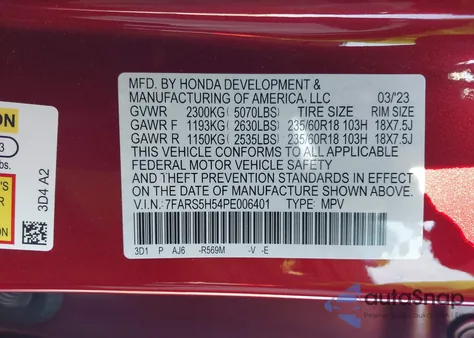 MFD. BY HONDA DEVELOPMENT &
MANUFACTURING OF AMERICA, LLC 03/'23
GVWR 2300KG (5070LBS) TIRE SIZE RIM SIZE
GAWR F 1193KG (2630LBS) 235/60R18 103H 18X7.5J
GAWR R 1150KG (2535LBS) 235/60R18 103H 18X7.5J
THIS VEHICLE CONFORMS TO ALL APPLICABLE
FEDERAL MOTOR VEHICLE SAFETY
AND THEFT PREVENTION STANDARDS IN EFFECT ON
THE DATE OF MANUFACTURE SHOWN ABOVE.
V.I.N.: 7FARS5H54PE006401 TYPE: MPV
3D1 P AJ6 -R569M -V -E
ION
3
3D4 A2
autoSnap